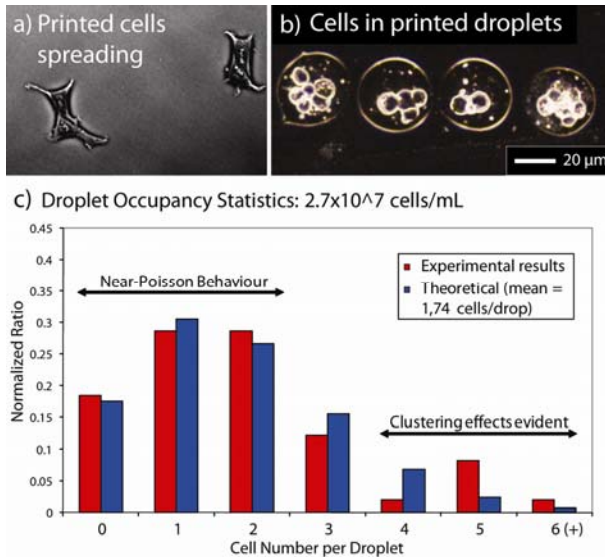 a) Printed cells
spreading
b) Cells in printed droplets
20 µm
c) Droplet Occupancy Statistics: 2.7x10^7 cells/mL
Normalized Ratio
0.45
0.4
0.35
0.3
0.25
0.2
0.15
0.1
0.05
0
Near-Poisson Behaviour
Experimental results
Theoretical (mean =
1,74 cells/drop)
Clustering effects evident
0 1 2 3 4 5 6 (+)
Cell Number per Droplet